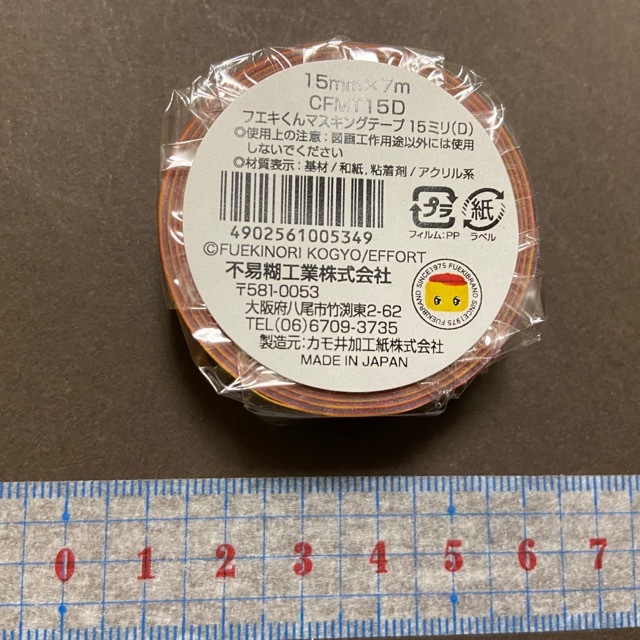 15mm×7m
CFMT15D
フエキくんマスキングテープ 15ミリ(D)
◎使用上の注意:図画工作用途以外には使用
しないでください
◎材質表示:基材/和紙,粘着剤/アクリル系
プラ
紙
フィルム:PP
ラベル
4902561005349
©FUEKINORI KOGYO/EFFORT
不易糊工業株式会社
〒581-0053
大阪府八尾市竹渕東2-62
TEL(06)6709-3735
製造元:カモ井加工紙株式会社
MADE IN JAPAN
FUEKIBRAND SINCE1975 FUEKIBRAND SINCE1975
0 1 2 3 4 5 6 7